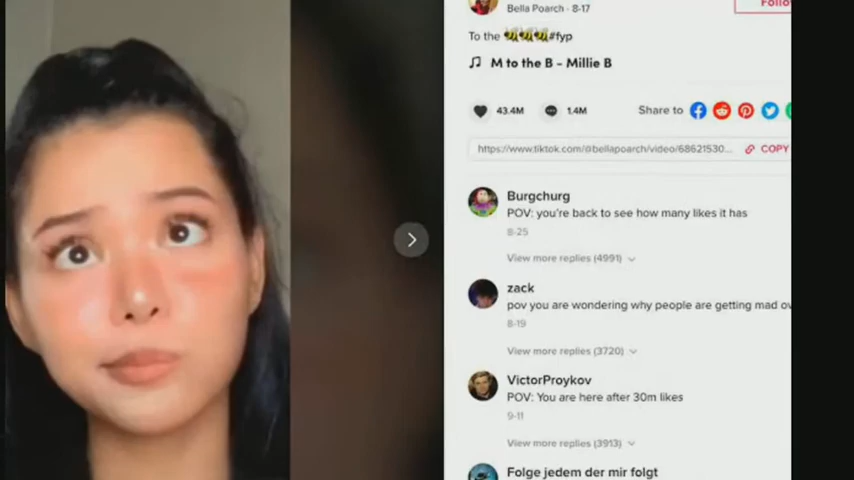 Bella Poarch · 8-17
Follo
To the 🐝🐝🐝#fyp
M to the B - Millie B
43.4M
1.4M
Share to
https://www.tiktok.com/@bellapoarch/video/68621530...
COPY
Burgchurg
POV: you're back to see how many likes it has
8-25
View more replies (4991)
zack
pov you are wondering why people are getting mad ov
8-19
View more replies (3720)
VictorProykov
POV: You are here after 30m likes
9-11
View more replies (3913)
Folge jedem der mir folgt